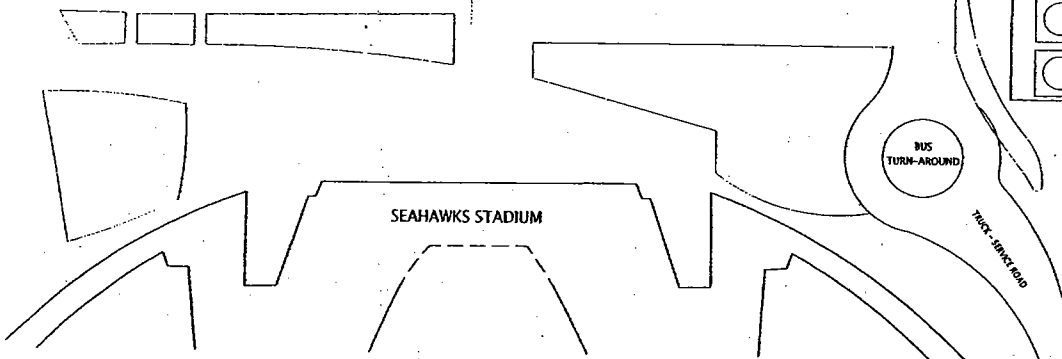 BUS
TURN-AROUND
SEAHAWKS STADIUM
TRUCK - SERVICE ROAD